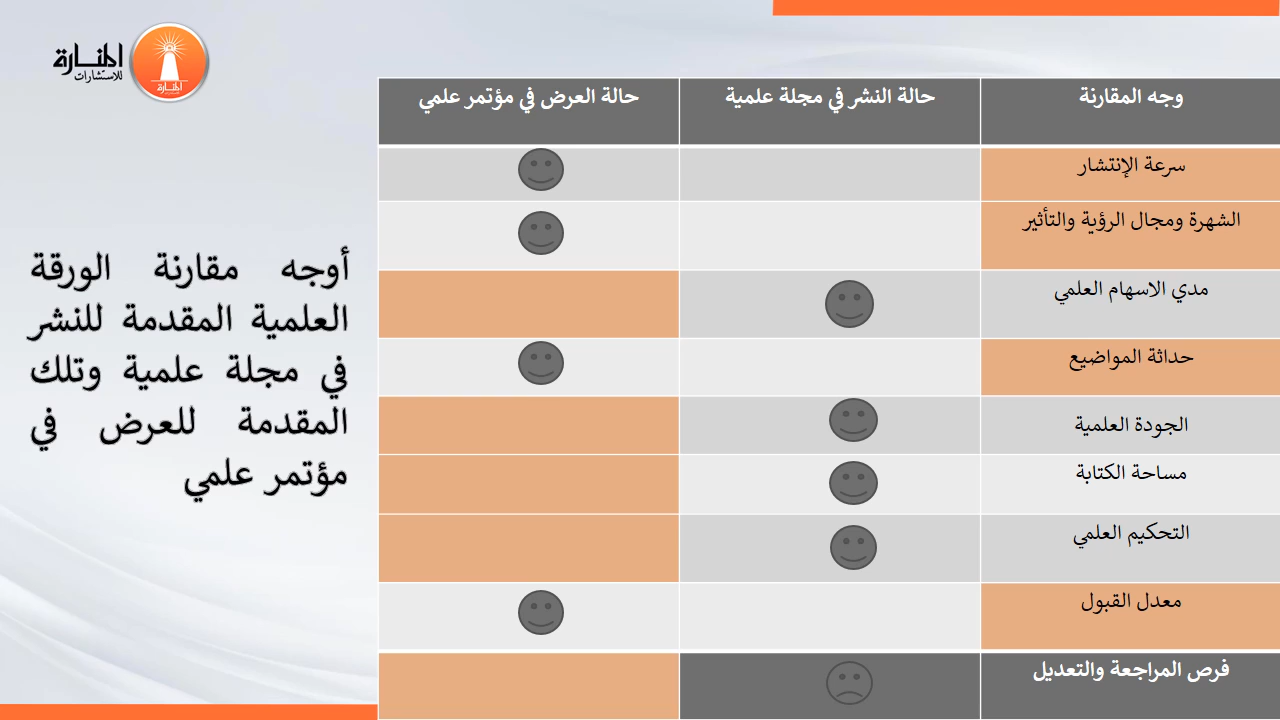 المنارة
للاستشارات
المنارة
وجه المقارنة
حالة النشر في مجلة علمية
حالة العرض في مؤتمر علمي
سرعة الإنتشار
الشهرة ومجال الرؤية والتأثير
مدي الاسهام العلمي
حداثة المواضيع
الجودة العلمية
مساحة الكتابة
التحكيم العلمي
معدل القبول
فرص المراجعة والتعديل
أوجه مقارنة الورقة
العلمية المقدمة للنشر
في مجلة علمية وتلك
المقدمة للعرض في
مؤتمر علمي